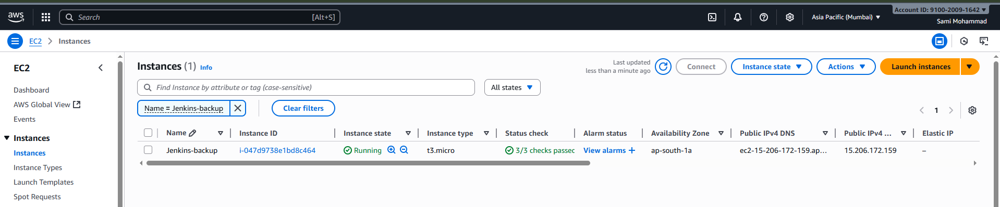 aws
Search [Alt+S]
Asia Pacific (Mumbai)
Account ID: 9100-2009-1642
Sami Mohammad
EC2 Instances
EC2
Dashboard
AWS Global View
Events
Instances
Instances
Instance Types
Launch Templates
Spot Requests
Instances (1) Info
Last updated
less than a minute ago
Connect
Instance state
Actions
Launch instances
Find Instance by attribute or tag (case-sensitive)
All states
Name = Jenkins-backup
Clear filters
1
Name Instance ID Instance state Instance type Status check Alarm status Availability Zone Public IPv4 DNS Public IPv4 ... Elastic IP
Jenkins-backup i-047d9738e1bd8c464 Running t3.micro 3/3 checks passec View alarms + ap-south-1a ec2-15-206-172-159.ap... 15.206.172.159 –